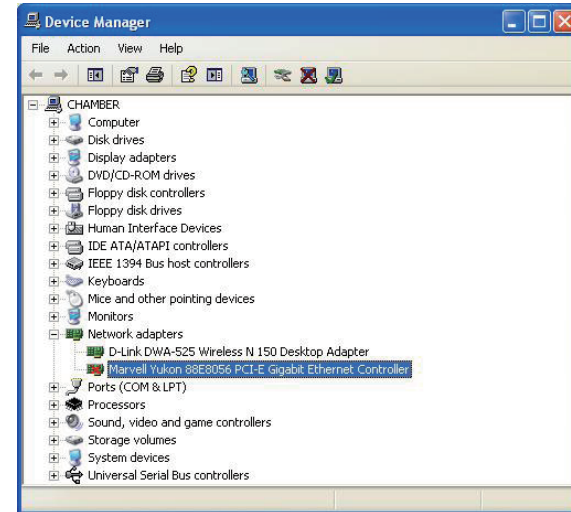 Device Manager
File Action View Help
CHAMBER
Computer
Disk drives
Display adapters
DVD/CD-ROM drives
Floppy disk controllers
Floppy disk drives
Human Interface Devices
IDE ATA/ATAPI controllers
IEEE 1394 Bus host controllers
Keyboards
Mice and other pointing devices
Monitors
Network adapters
D-Link DWA-525 Wireless N 150 Desktop Adapter
Marvell Yukon 88E8056 PCI-E Gigabit Ethernet Controller
Ports (COM & LPT)
Processors
Sound, video and game controllers
Storage volumes
System devices
Universal Serial Bus controllers